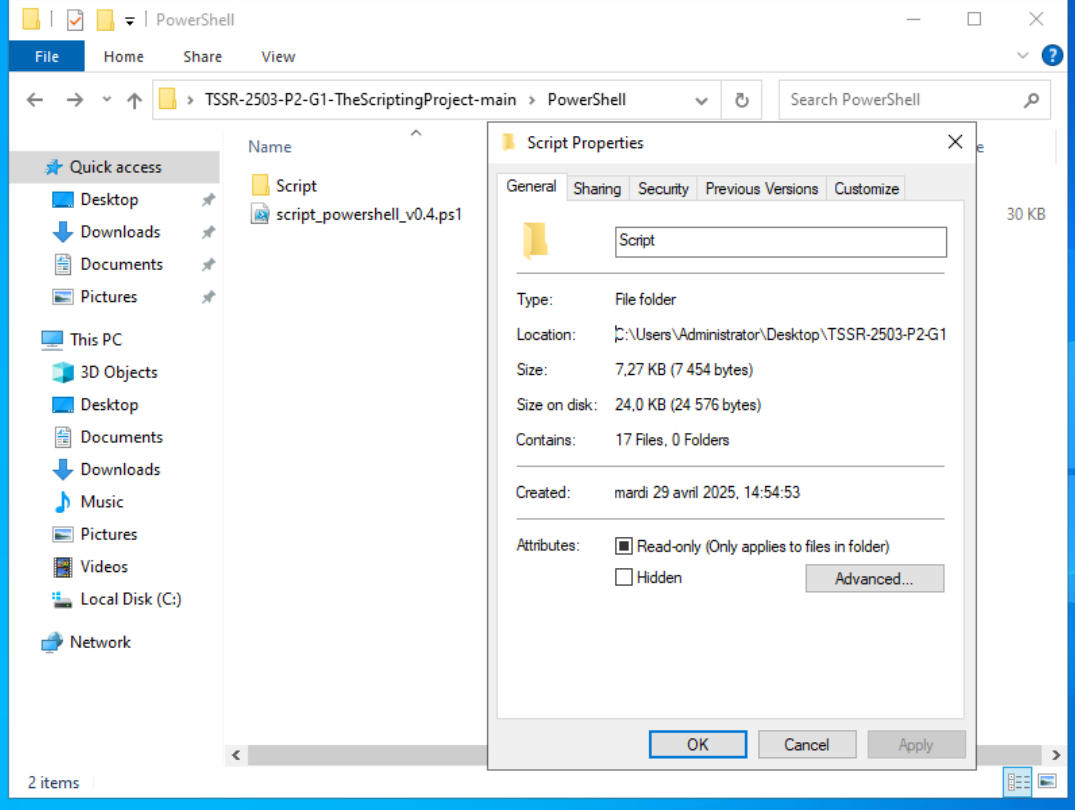 PowerShell
File Home Share View
TSSR-2503-P2-G1-TheScriptingProject-main > PowerShell
Search PowerShell
Name
Quick access
Desktop
Downloads
Documents
Pictures
This PC
3D Objects
Desktop
Documents
Downloads
Music
Pictures
Videos
Local Disk (C:)
Network
Script
script_powershell_v0.4.ps1
30 KB
2 items
Script Properties
General Sharing Security Previous Versions Customize
Script
Type: File folder
Location: C:\Users\Administrator\Desktop\TSSR-2503-P2-G1
Size: 7,27 KB (7 454 bytes)
Size on disk: 24,0 KB (24 576 bytes)
Contains: 17 Files, 0 Folders
Created: mardi 29 avril 2025, 14:54:53
Attributes: Read-only (Only applies to files in folder)
Hidden
Advanced...
OK Cancel Apply